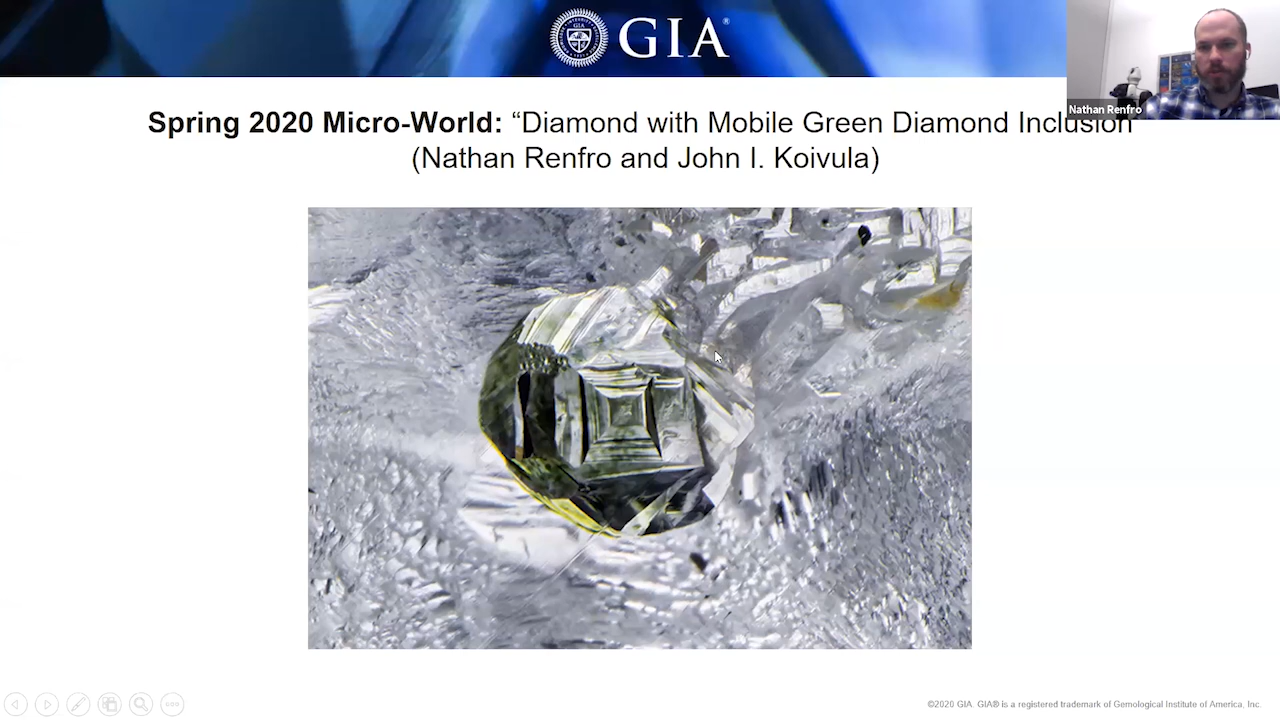 GIA®
Nathan Renfro
Spring 2020 Micro-World: “Diamond with Mobile Green Diamond Inclusion
(Nathan Renfro and John I. Koivula)
©2020 GIA. GIA® is a registered trademark of Gemological Institute of America, Inc.